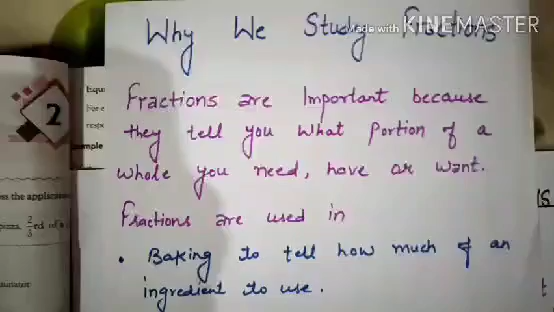 Why We Study Fractions
Made with KINEMASTER
Fractions are Important because
they tell you what portion of a
whole you need, have or want.
Fractions are used in
• Baking to tell how much of an
ingredient to use.
2